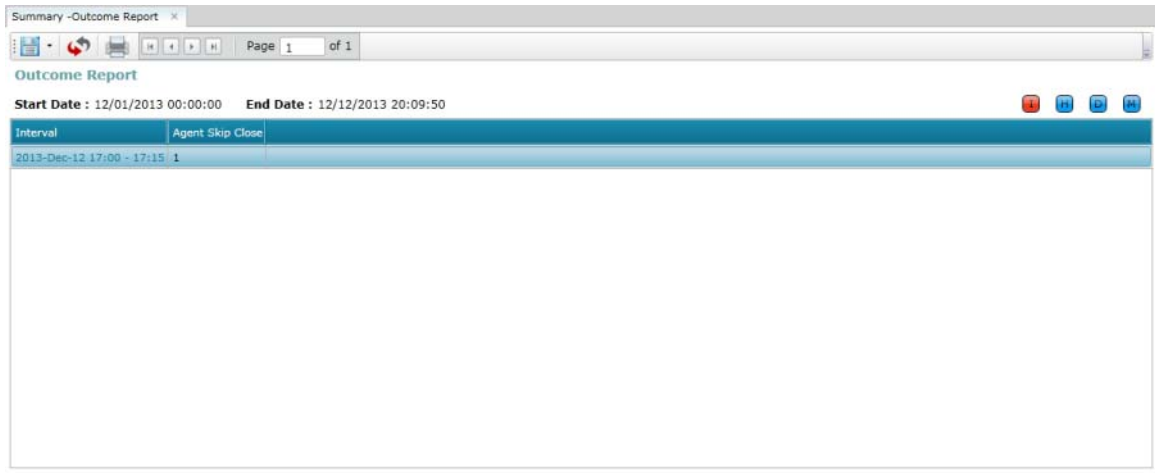 Summary -Outcome Report ×
Page 1 of 1
Outcome Report
Start Date : 12/01/2013 00:00:00 End Date : 12/12/2013 20:09:50 I H D M
Interval Agent Skip Close
2013-Dec-12 17:00 - 17:15 1